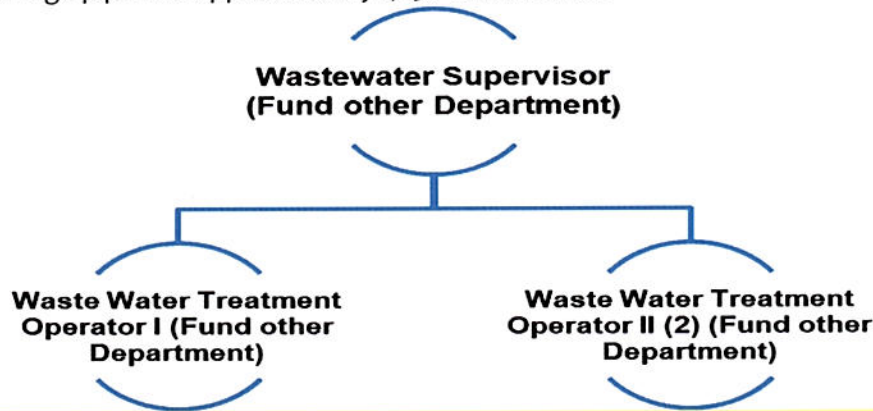 Wastewater Supervisor
(Fund other Department)
Waste Water Treatment
Operator I (Fund other
Department)
Waste Water Treatment
Operator II (2) (Fund other
Department)